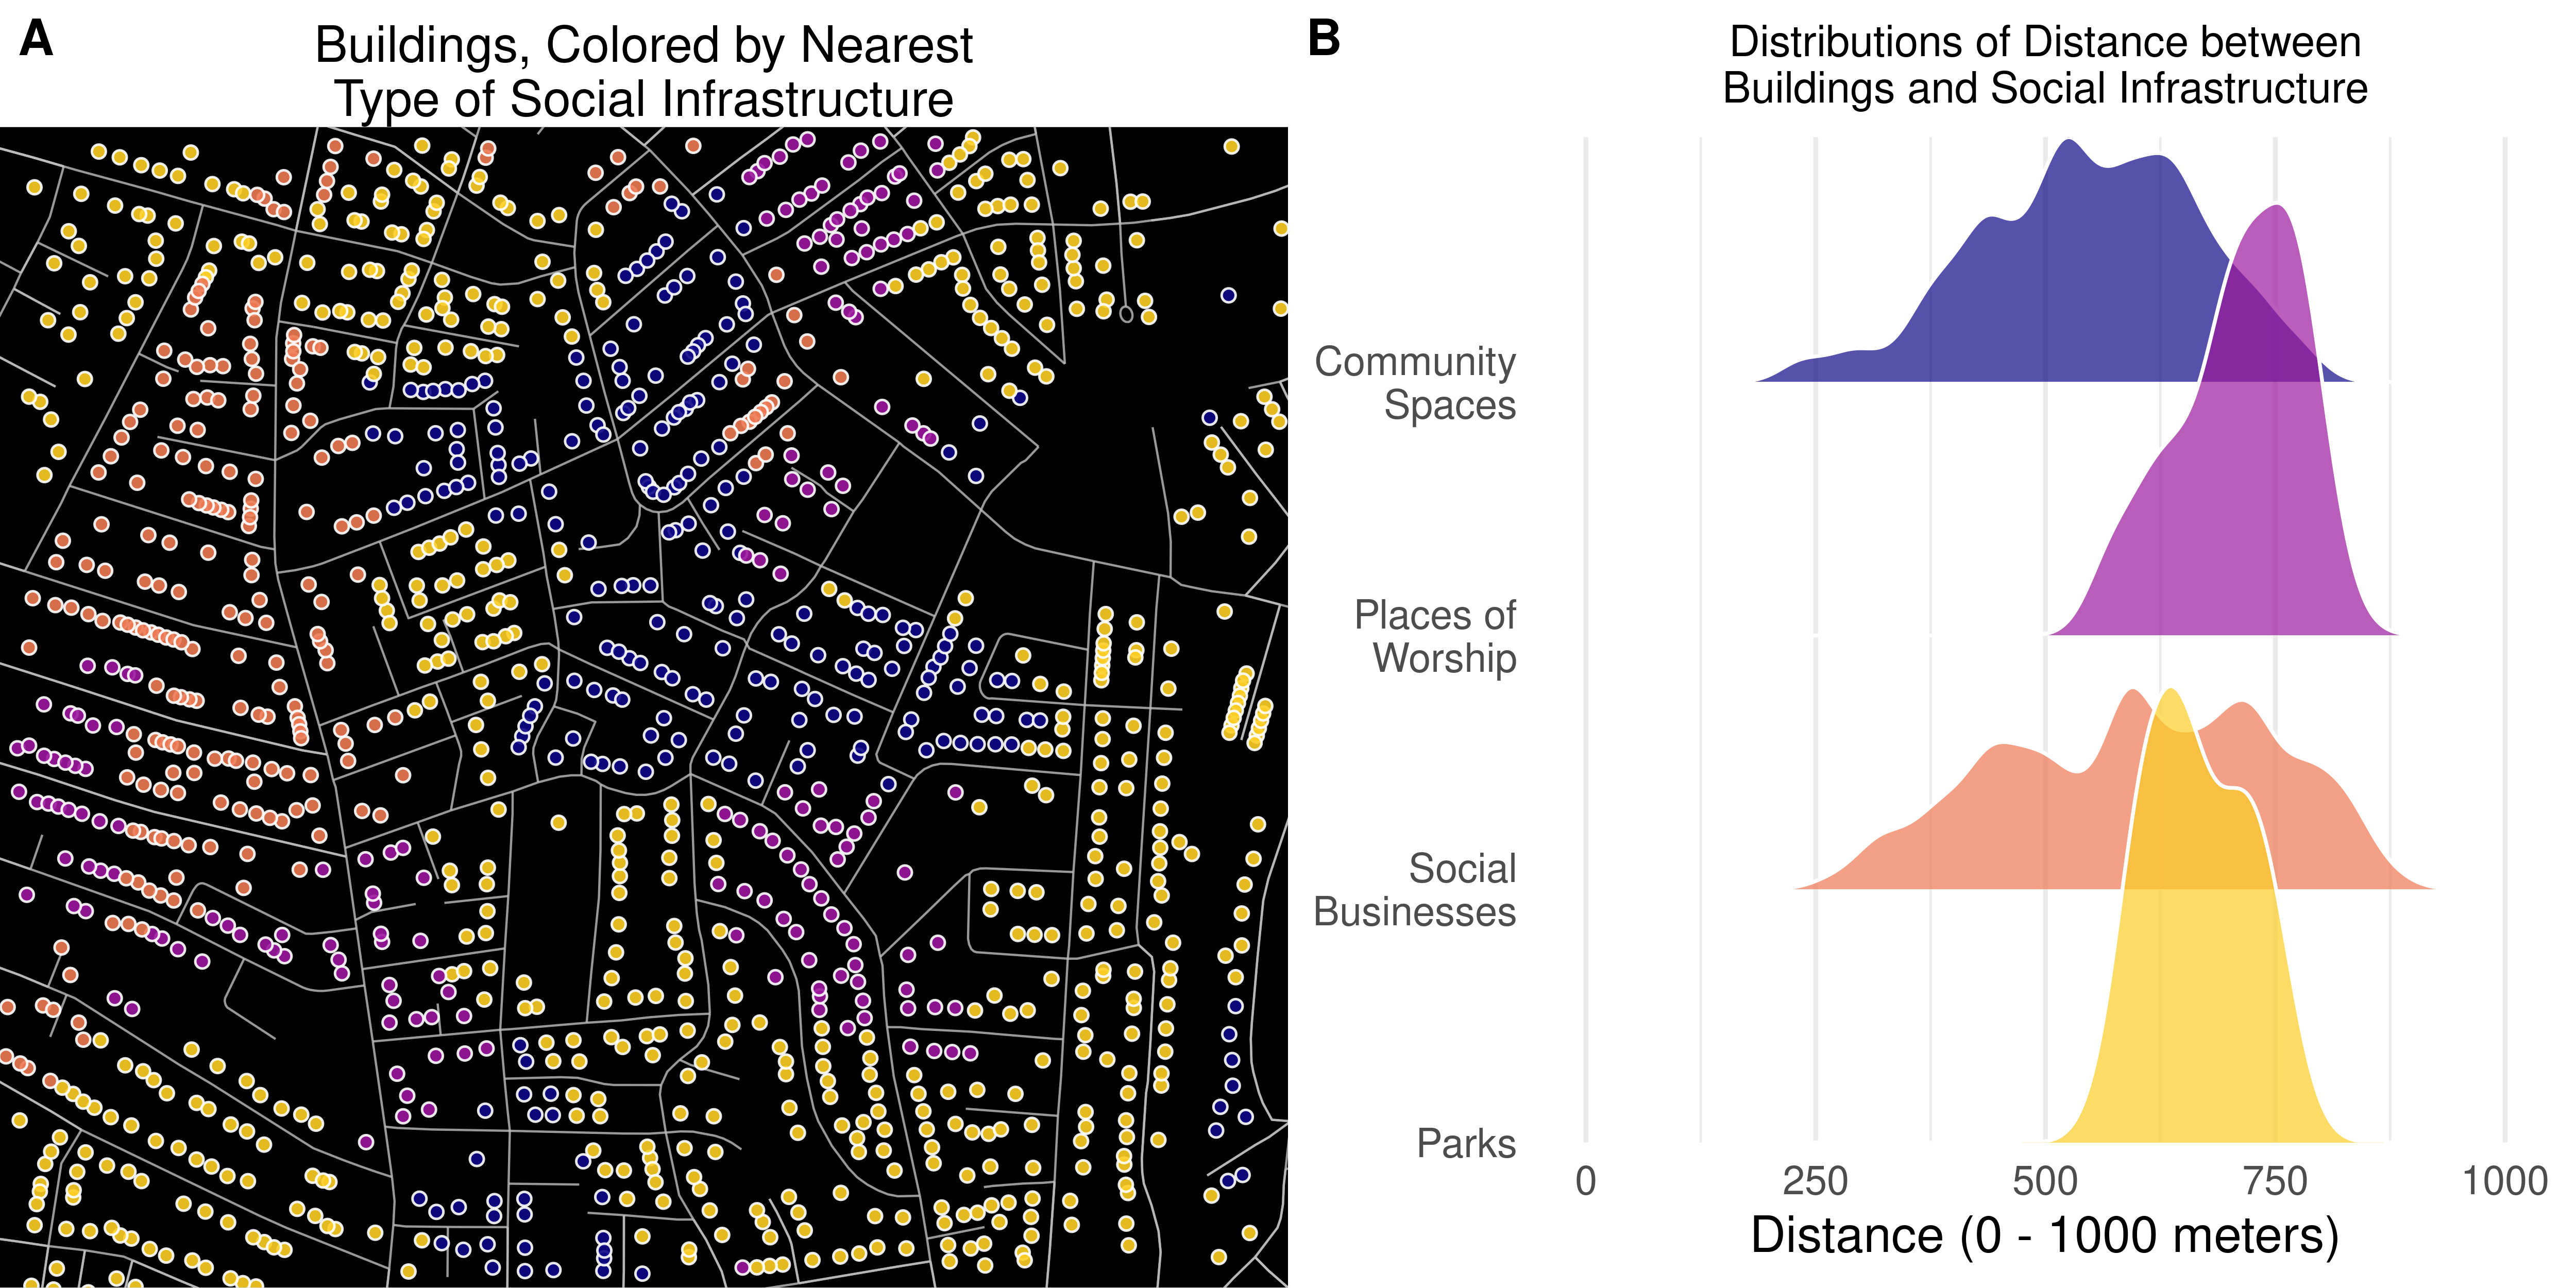 A
Buildings, Colored by Nearest
Type of Social Infrastructure
B
Distributions of Distance between
Buildings and Social Infrastructure
Community
Spaces
Places of
Worship
Social
Businesses
Parks
0 250 500 750 1000
Distance (0 - 1000 meters)